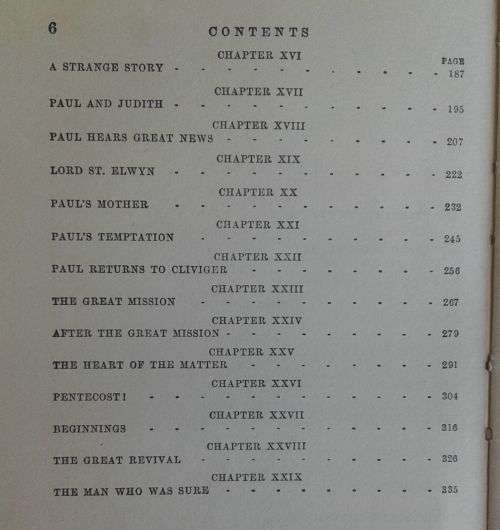 6 CONTENTS
CHAPTER XVI
PAGE
A STRANGE STORY - - - - - - - - - - 187
CHAPTER XVII
PAUL AND JUDITH - - - - - - - - - - 195
CHAPTER XVIII
PAUL HEARS GREAT NEWS - - - - - - - - - 207
CHAPTER XIX
LORD ST. ELWYN - - - - - - - - - - 222
CHAPTER XX
PAUL'S MOTHER - - - - - - - - - - 232
CHAPTER XXI
PAUL'S TEMPTATION - - - - - - - - - 245
CHAPTER XXII
PAUL RETURNS TO CLIVIGER - - - - - - - 256
CHAPTER XXIII
THE GREAT MISSION - - - - - - - - - 267
CHAPTER XXIV
AFTER THE GREAT MISSION - - - - - - - - - 279
CHAPTER XXV
THE HEART OF THE MATTER - - - - - - - - 291
CHAPTER XXVI
PENTECOST! - - - - - - - - - - - 304
CHAPTER XXVII
BEGINNINGS - - - - - - - - - - - 316
CHAPTER XXVIII
THE GREAT REVIVAL - - - - - - - - - 326
CHAPTER XXIX
THE MAN WHO WAS SURE - - - - - - - - - 335